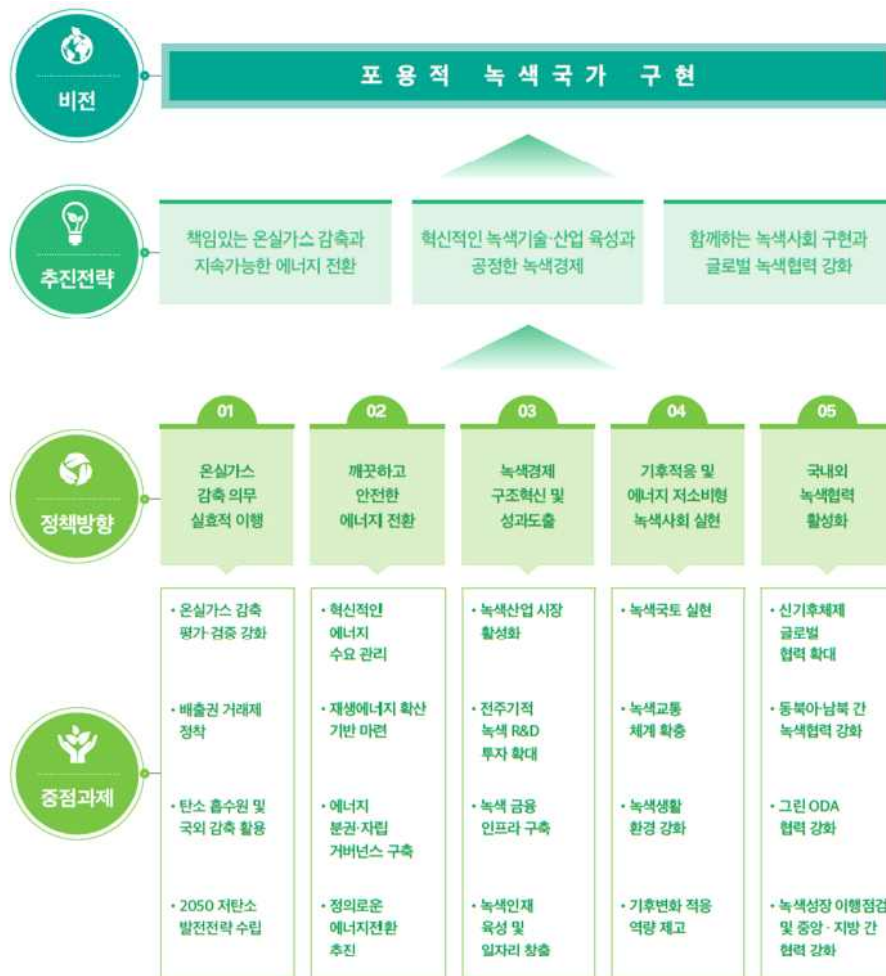 비전
포용적 녹색국가 구현
추진전략
책임있는 온실가스 감축과
지속가능한 에너지 전환
혁신적인 녹색기술·산업 육성과
공정한 녹색경제
함께하는 녹색사회 구현과
글로벌 녹색협력 강화
정책방향
01
온실가스
감축 의무
실효적 이행
02
깨끗하고
안전한
에너지 전환
03
녹색경제
구조혁신 및
성과도출
04
기후적응 및
에너지 저소비형
녹색사회 실현
05
국내외
녹색협력
활성화
중점과제
• 온실가스 감축
평가·검증 강화
• 배출권 거래제
정착
• 탄소 흡수원 및
국외 감축 활용
• 2050 저탄소
발전전략 수립
• 혁신적인
에너지
수요 관리
• 재생에너지 확산
기반 마련
• 에너지
분권·자립
거버넌스 구축
• 정의로운
에너지전환
추진
• 녹색산업 시장
활성화
• 전주기적
녹색 R&D
투자 확대
• 녹색 금융
인프라 구축
• 녹색인재
육성 및
일자리 창출
• 녹색국토 실현
• 녹색교통
체계 확충
• 녹색생활
환경 강화
• 기후변화 적응
역량 제고
• 신기후체제
글로벌
협력 확대
• 동북아·남북 간
녹색협력 강화
• 그린 ODA
협력 강화
• 녹색성장 이행점검
및 중앙 · 지방 간
협력 강화